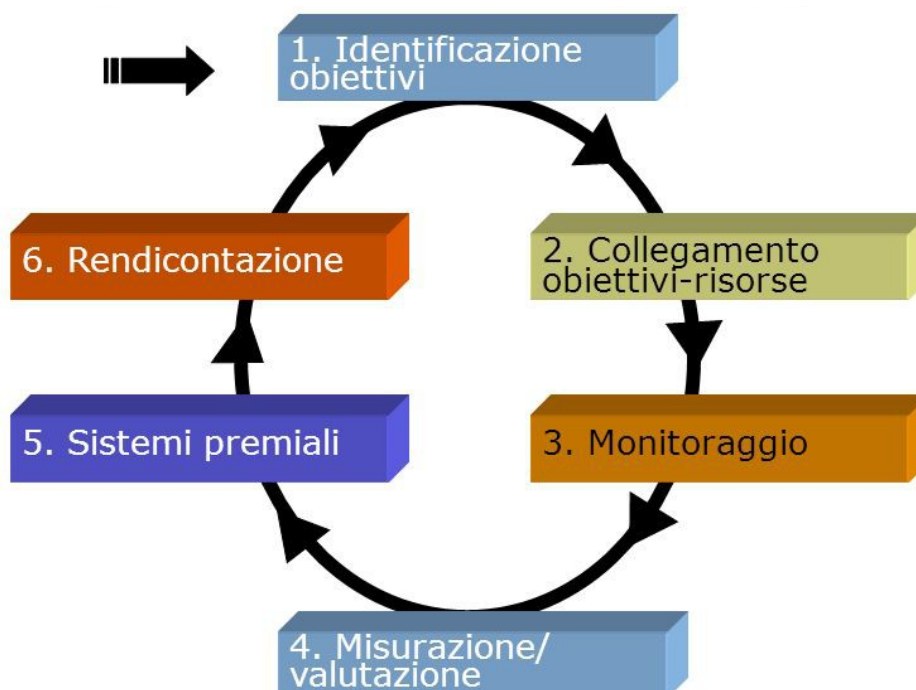 1. Identificazione
obiettivi
2. Collegamento
obiettivi-risorse
3. Monitoraggio
4. Misurazione/
valutazione
5. Sistemi premiali
6. Rendicontazione